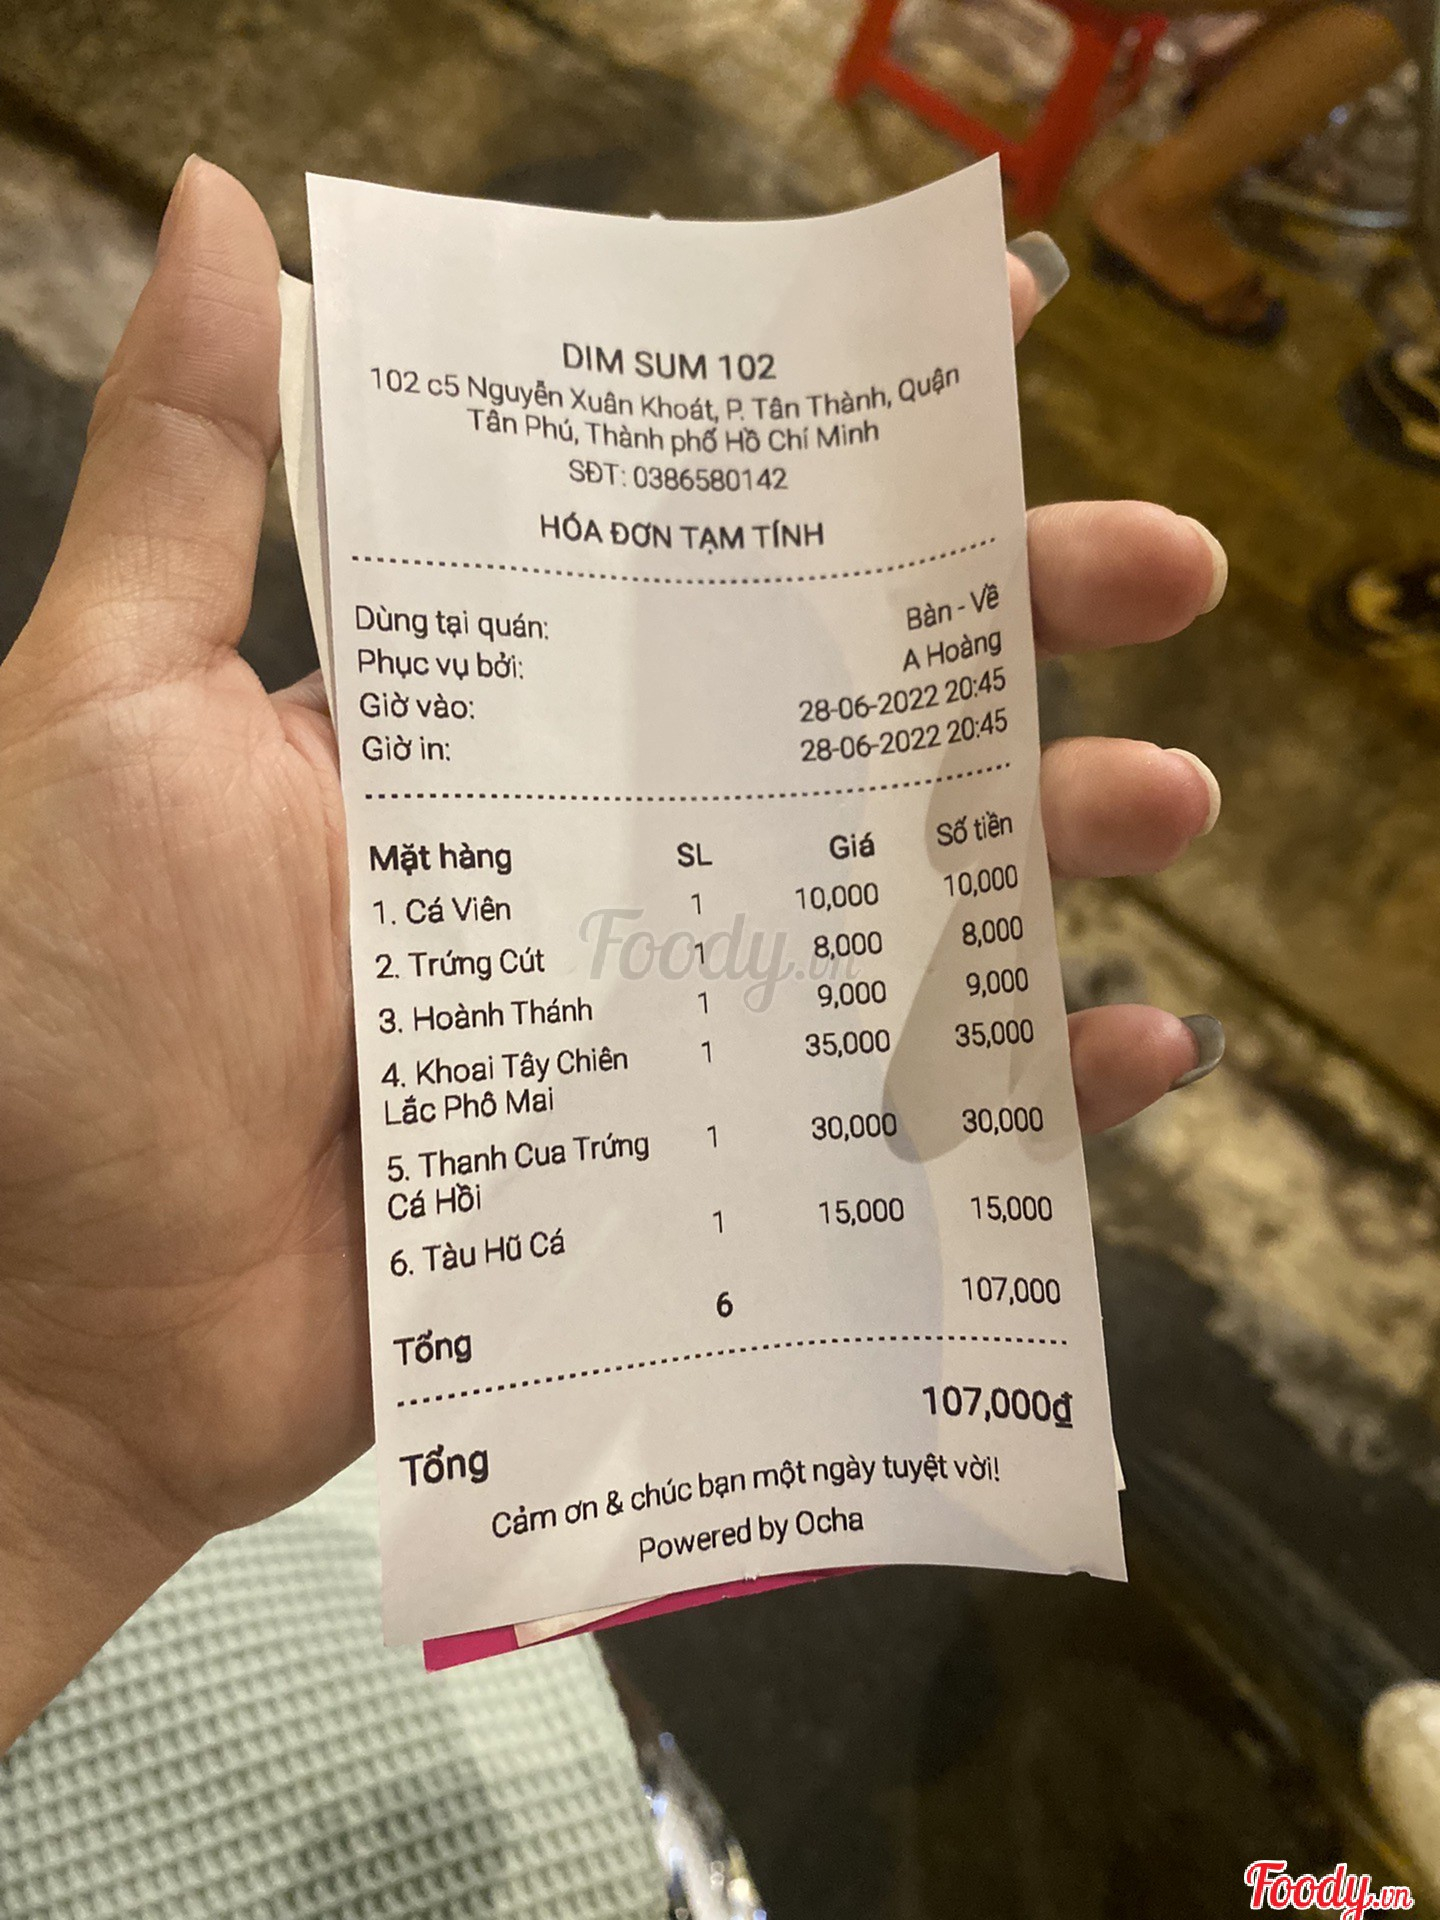 DIM SUM 102
102 c5 Nguyễn Xuân Khoát, P. Tân Thành, Quận
Tân Phú, Thành phố Hồ Chí Minh
SĐT: 0386580142
HÓA ĐƠN TẠM TÍNH
Dùng tại quán: Bàn - Về
Phục vụ bởi: A Hoàng
Giờ vào: 28-06-2022 20:45
Giờ in: 28-06-2022 20:45
Mặt hàng SL Giá Số tiền
1. Cá Viên 1 10,000 10,000
2. Trứng Cút 1 8,000 8,000
3. Hoành Thánh 1 9,000 9,000
4. Khoai Tây Chiên 1 35,000 35,000
Lắc Phô Mai
5. Thanh Cua Trứng 1 30,000 30,000
Cá Hồi
6. Tàu Hũ Cá 1 15,000 15,000
Tổng 6 107,000
Tổng 107,000đ
Cảm ơn & chúc bạn một ngày tuyệt vời!
Powered by Ocha
Foody.vn
Foody.vn